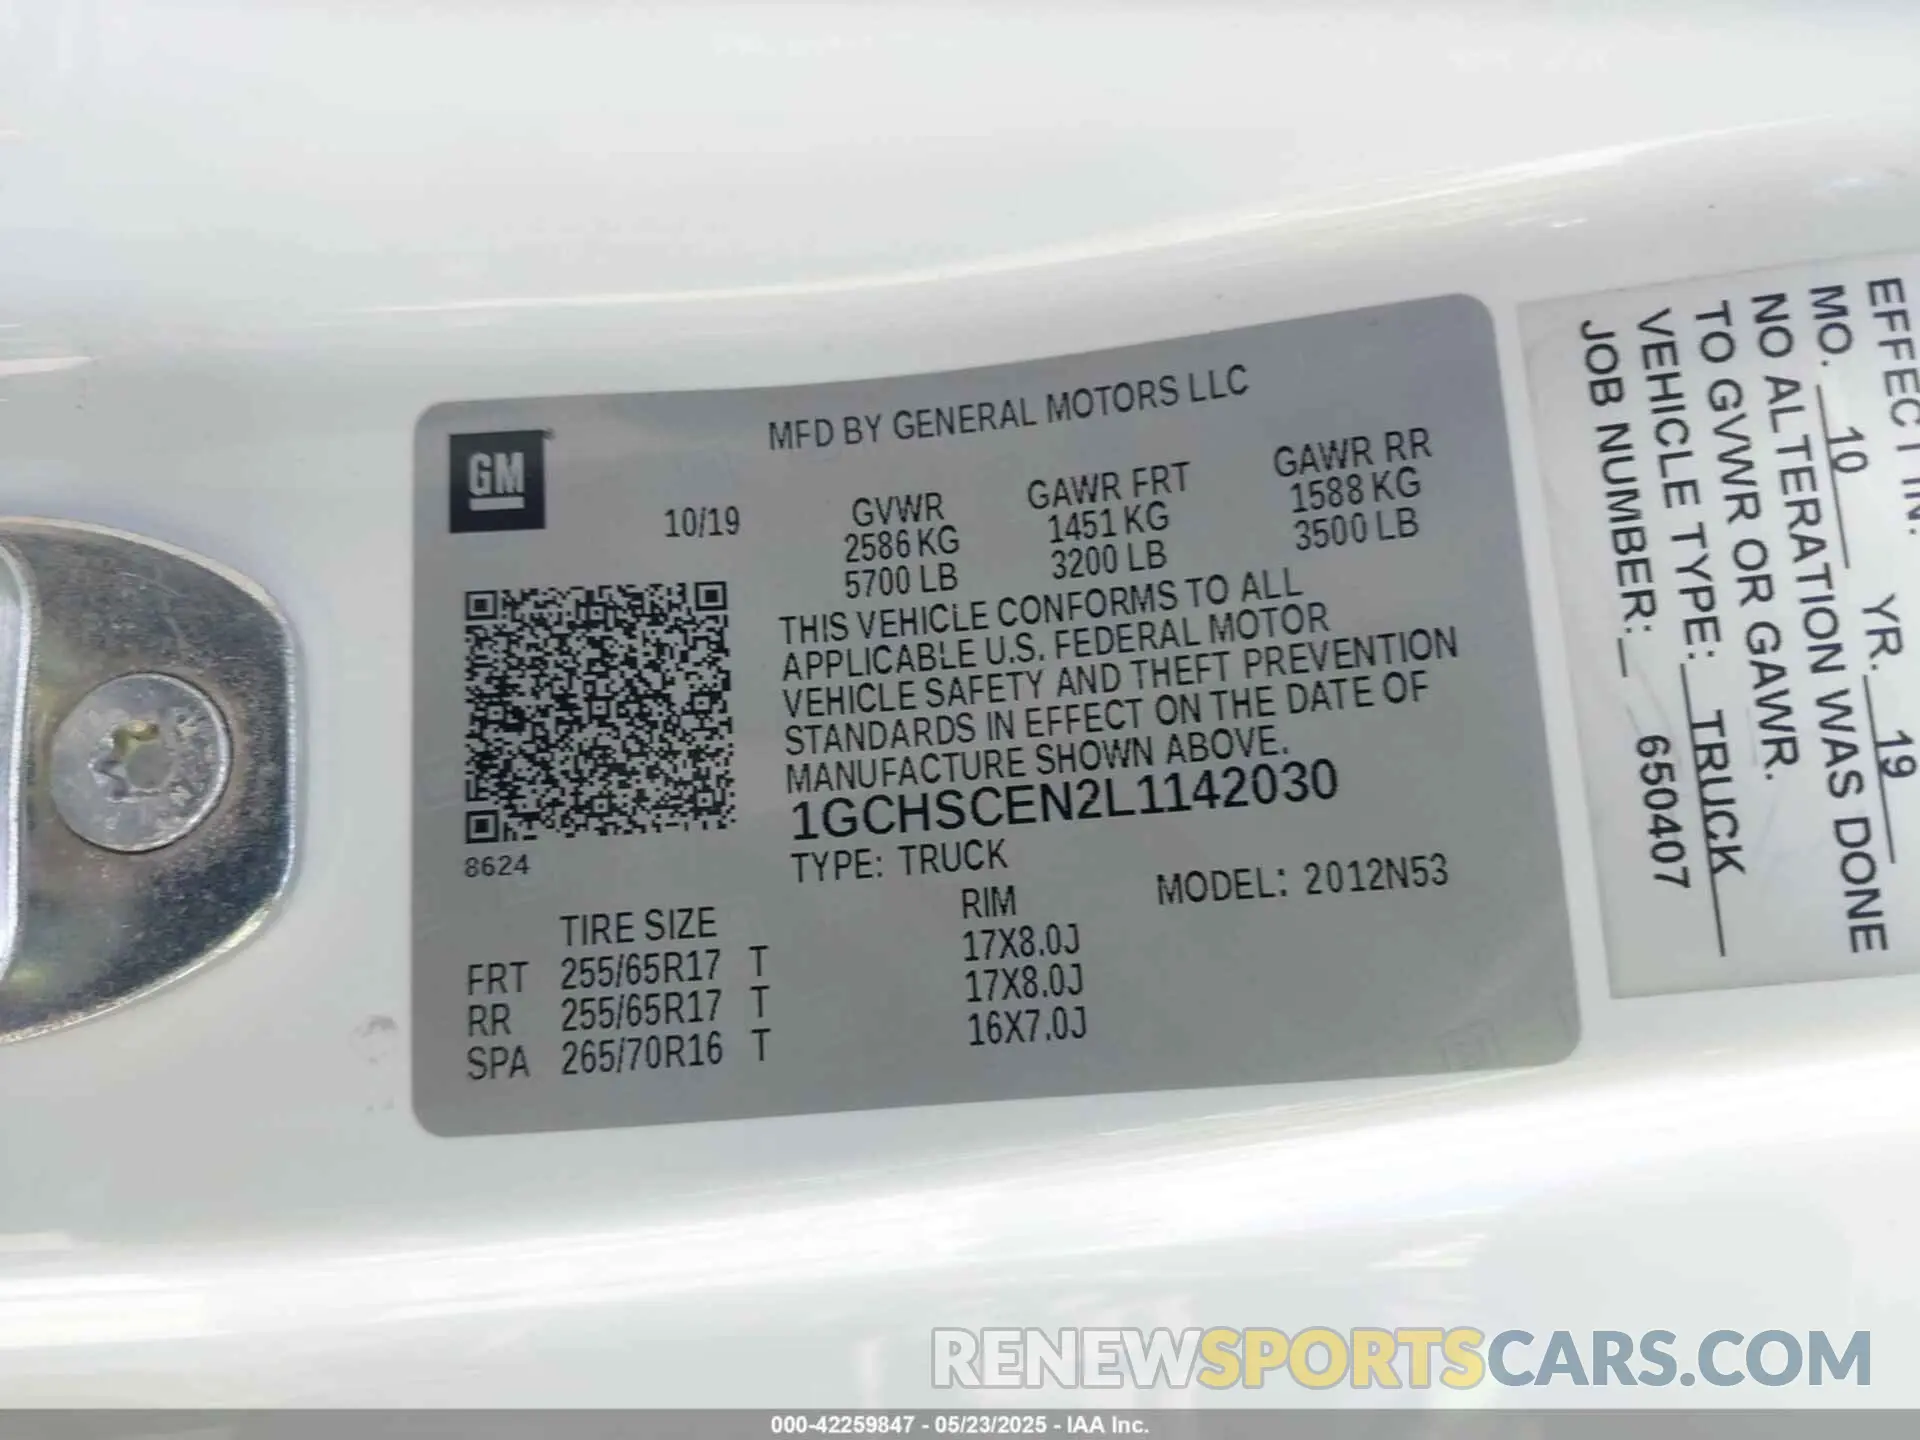 MFD BY GENERAL MOTORS LLC
GM
10/19
GVWR
2586 KG
5700 LB
GAWR FRT
1451 KG
3200 LB
GAWR RR
1588 KG
3500 LB
THIS VEHICLE CONFORMS TO ALL
APPLICABLE U.S. FEDERAL MOTOR
VEHICLE SAFETY AND THEFT PREVENTION
STANDARDS IN EFFECT ON THE DATE OF
MANUFACTURE SHOWN ABOVE.
1GCHSCEN2L1142030
8624
TYPE: TRUCK
MODEL: 2012N53
TIRE SIZE RIM
FRT 255/65R17 T 17X8.0J
RR 255/65R17 T 17X8.0J
SPA 265/70R16 T 16X7.0J
EFFECT IN:
MO. 10 YR. 19
NO ALTERATION WAS DONE
TO GVWR OR GAWR.
VEHICLE TYPE: TRUCK
JOB NUMBER: 650407
RENEWSPORTSCARS.COM
000-42259847 - 05/23/2025 - IAA Inc.